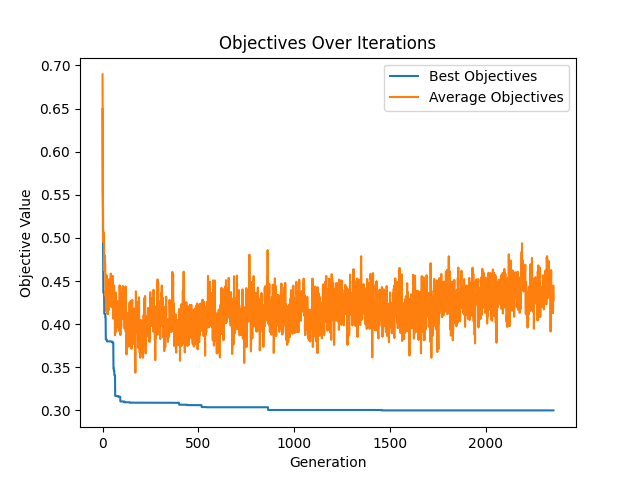 Objectives Over Iterations
Best Objectives
Average Objectives
0.70
0.65
0.60
0.55
0.50
0.45
0.40
0.35
0.30
Objective Value
0 500 1000 1500 2000
Generation